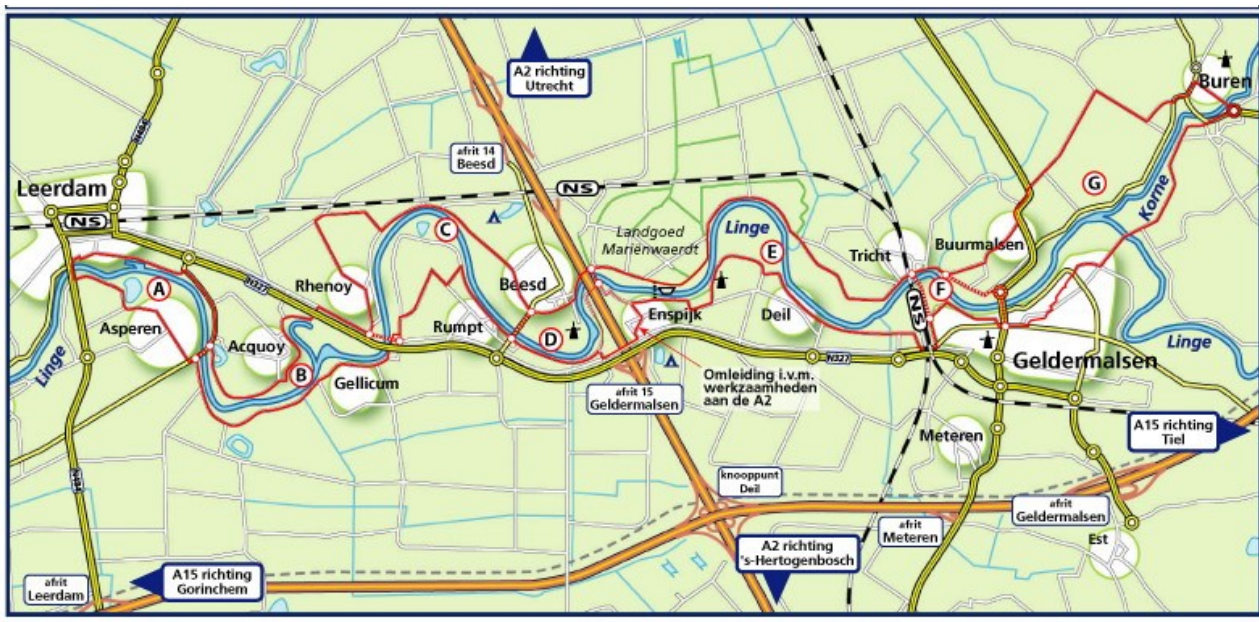 A2 richting
Utrecht
Buren
afrit 14
Beesd
N484
Leerdam
NS
NS
G
Korne
Landgoed
Mariënwaerdt
Linge
C
E
Tricht
Buurmalsen
Rhenoy
N327
Beesd
A
F
Asperen
Rumpt
Enspijk
Deil
NS
Acquoy
D
Linge
B
Gellicum
N327
Geldermalsen
Linge
Omleiding i.v.m.
werkzaamheden
aan de A2
afrit 15
Geldermalsen
A15 richting
Tiel
Meteren
N484
knooppunt
Deil
afrit
Geldermalsen
afrit
Meteren
Est
A2 richting
's-Hertogenbosch
A15 richting
Gorinchem
afrit
Leerdam